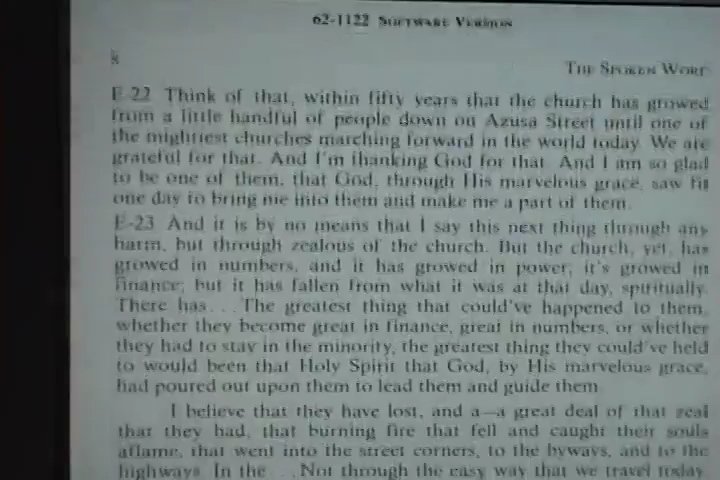 62-1122 SOFTWARE VERSION
8
THE SPOKEN WORD
E-22 Think of that, within fifty years that the church has growed
from a little handful of people down on Azusa Street until one of
the mightiest churches marching forward in the world today. We are
grateful for that. And I'm thanking God for that. And I am so glad
to be one of them, that God, through His marvelous grace, saw fit
one day to bring me into them and make me a part of them.
E-23 And it is by no means that I say this next thing through any
harm, but through zealous of the church. But the church, yet, has
growed in numbers, and it has growed in power; it's growed in
finance; but it has fallen from what it was at that day, spiritually.
There has... The greatest thing that could've happened to them,
whether they become great in finance, great in numbers, or whether
they had to stay in the minority, the greatest thing they could've held
to would been that Holy Spirit that God, by His marvelous grace,
had poured out upon them to lead them and guide them.
I believe that they have lost, and a—a great deal of that zeal
that they had, that burning fire that fell and caught their souls
aflame, that went into the street corners, to the byways, and to the
highways. In the... Not through the easy way that we travel today,